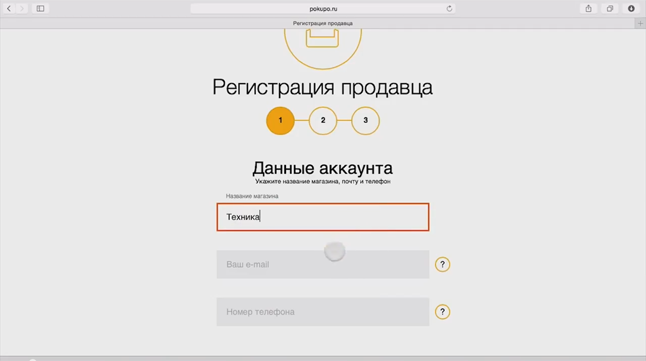 pokupo.ru
Регистрация продавца
Регистрация продавца
1 2 3
Данные аккаунта
Укажите название магазина, почту и телефон
Название магазина
Техника
Ваш e-mail
?
Номер телефона
?